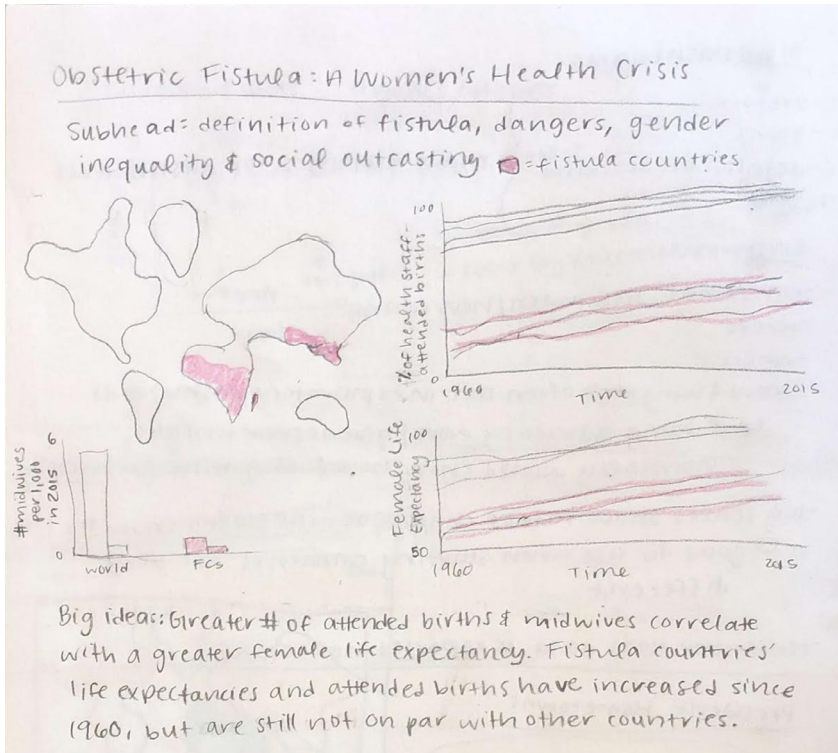 Obstetric Fistula: A Women's Health Crisis
Subhead = definition of fistula, dangers, gender
inequality & social outcasting = fistula countries
100
% of health staff-
attended births
0
1960
Time
2015
6
# midwives
per 1,000
in 2015
0
World
FCs
100
Female Life
Expectancy
50
1960
Time
2015
Big ideas: Greater # of attended births & midwives correlate
with a greater female life expectancy. Fistula countries'
life expectancies and attended births have increased since
1960, but are still not on par with other countries.